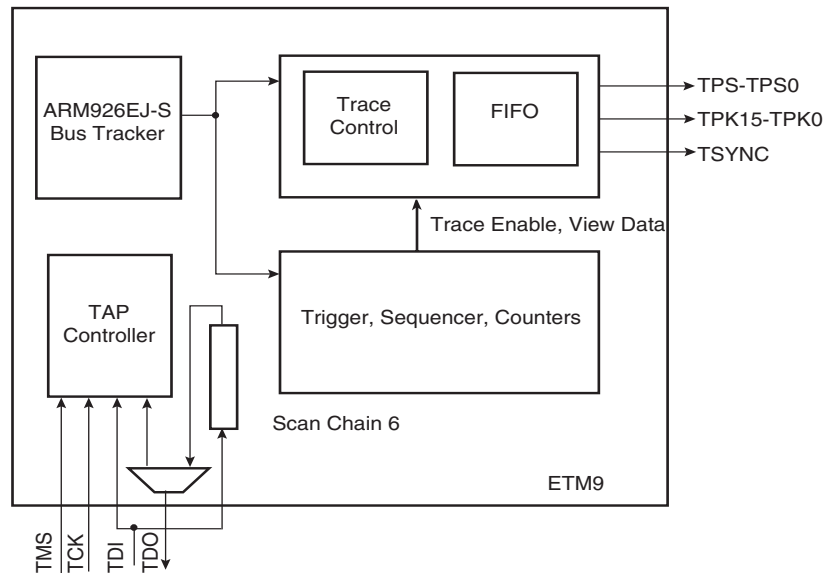 ARM926EJ-S
Bus Tracker
Trace
Control
FIFO
TPS-TPS0
TPK15-TPK0
TSYNC
Trace Enable, View Data
TAP
Controller
Trigger, Sequencer, Counters
Scan Chain 6
ETM9
TMS
TCK
TDI
TDO